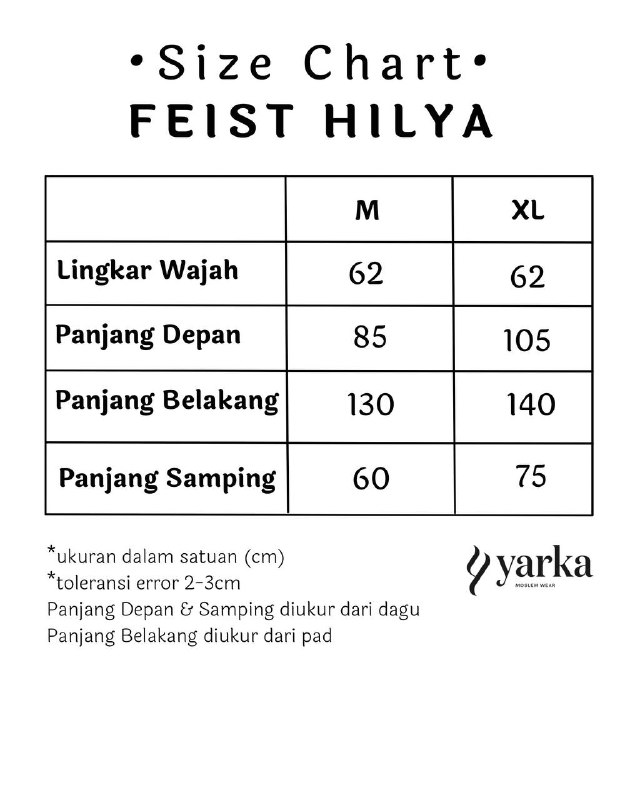 •Size Chart•
FEIST HILYA
M XL
Lingkar Wajah 62 62
Panjang Depan 85 105
Panjang Belakang 130 140
Panjang Samping 60 75
*ukuran dalam satuan (cm)
*toleransi error 2-3cm
Panjang Depan & Samping diukur dari dagu
Panjang Belakang diukur dari pad
yarka
MOSLEM WEAR